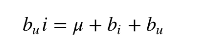 b_u i = μ + b_i + b_u